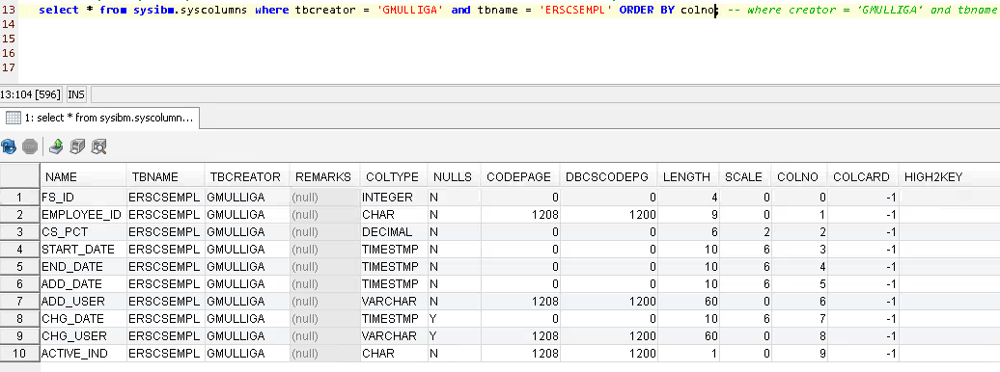 13 select * from sysibm.syscolumns where tbcreator = 'GMULLIGA' and tbname = 'ERSCSEMPL' ORDER BY colno; -- where creator = 'GMULLIGA' and tbname
14
15
16
17
13:104 [596] INS
1: select * from sysibm.syscolumn...
NAME TBNAME TBCREATOR REMARKS COLTYPE NULLS CODEPAGE DBCSCODEPG LENGTH SCALE COLNO COLCARD HIGH2KEY
1 FS_ID ERSCSEMPL GMULLIGA (null) INTEGER N 0 0 4 0 0 -1
2 EMPLOYEE_ID ERSCSEMPL GMULLIGA (null) CHAR N 1208 1200 9 0 1 -1
3 CS_PCT ERSCSEMPL GMULLIGA (null) DECIMAL N 0 0 6 2 2 -1
4 START_DATE ERSCSEMPL GMULLIGA (null) TIMESTMP N 0 0 10 6 3 -1
5 END_DATE ERSCSEMPL GMULLIGA (null) TIMESTMP N 0 0 10 6 4 -1
6 ADD_DATE ERSCSEMPL GMULLIGA (null) TIMESTMP N 0 0 10 6 5 -1
7 ADD_USER ERSCSEMPL GMULLIGA (null) VARCHAR N 1208 1200 60 0 6 -1
8 CHG_DATE ERSCSEMPL GMULLIGA (null) TIMESTMP Y 0 0 10 6 7 -1
9 CHG_USER ERSCSEMPL GMULLIGA (null) VARCHAR Y 1208 1200 60 0 8 -1
10 ACTIVE_IND ERSCSEMPL GMULLIGA (null) CHAR N 1208 1200 1 0 9 -1